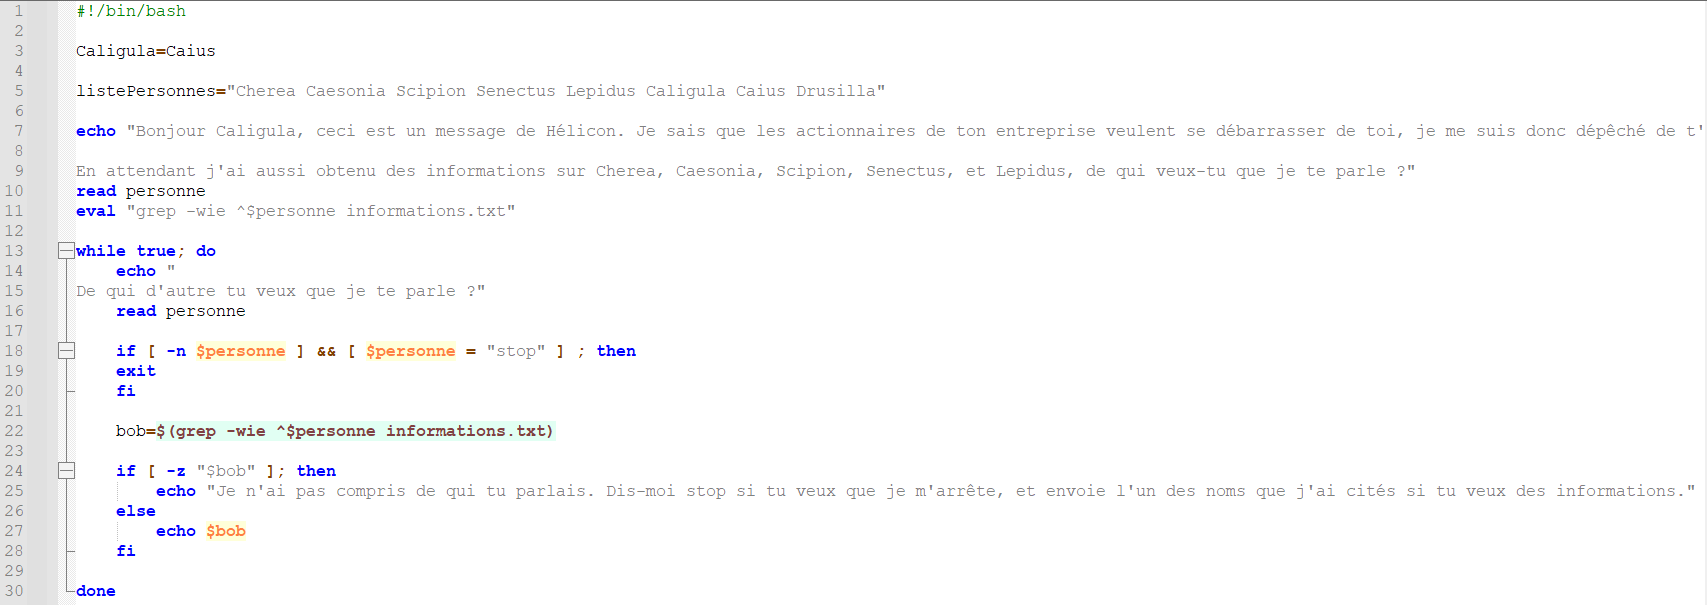 1 #!/bin/bash
2
3 Caligula=Caius
4
5 listePersonnes="Cherea Caesonia Scipion Senectus Lepidus Caligula Caius Drusilla"
6
7 echo "Bonjour Caligula, ceci est un message de Hélicon. Je sais que les actionnaires de ton entreprise veulent se débarrasser de toi, je me suis donc dépêché de t'
8
9 En attendant j'ai aussi obtenu des informations sur Cherea, Caesonia, Scipion, Senectus, et Lepidus, de qui veux-tu que je te parle ?"
10 read personne
11 eval "grep -wie ^$personne informations.txt"
12
13 while true; do
14 echo "
15 De qui d'autre tu veux que je te parle ?"
16 read personne
17
18 if [ -n $personne ] && [ $personne = "stop" ] ; then
19 exit
20 fi
21
22 bob=$(grep -wie ^$personne informations.txt)
23
24 if [ -z "$bob" ]; then
25 echo "Je n'ai pas compris de qui tu parlais. Dis-moi stop si tu veux que je m'arrête, et envoie l'un des noms que j'ai cités si tu veux des informations."
26 else
27 echo $bob
28 fi
29
30 done